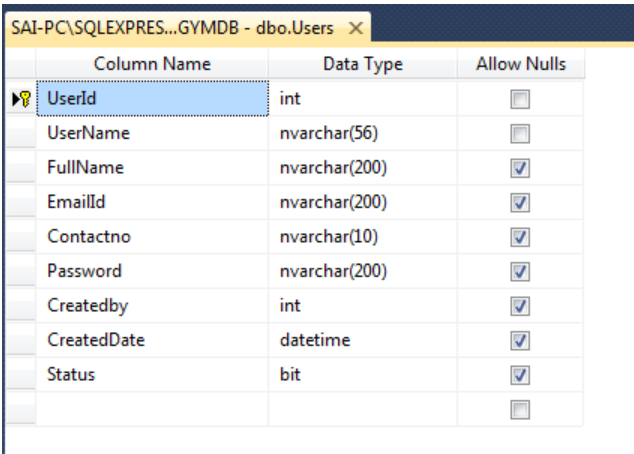 SAI-PC\SQLEXPRES...GYMDB - dbo.Users
Column Name Data Type Allow Nulls
UserId int
UserName nvarchar(56)
FullName nvarchar(200)
EmailId nvarchar(200)
Contactno nvarchar(10)
Password nvarchar(200)
Createdby int
CreatedDate datetime
Status bit